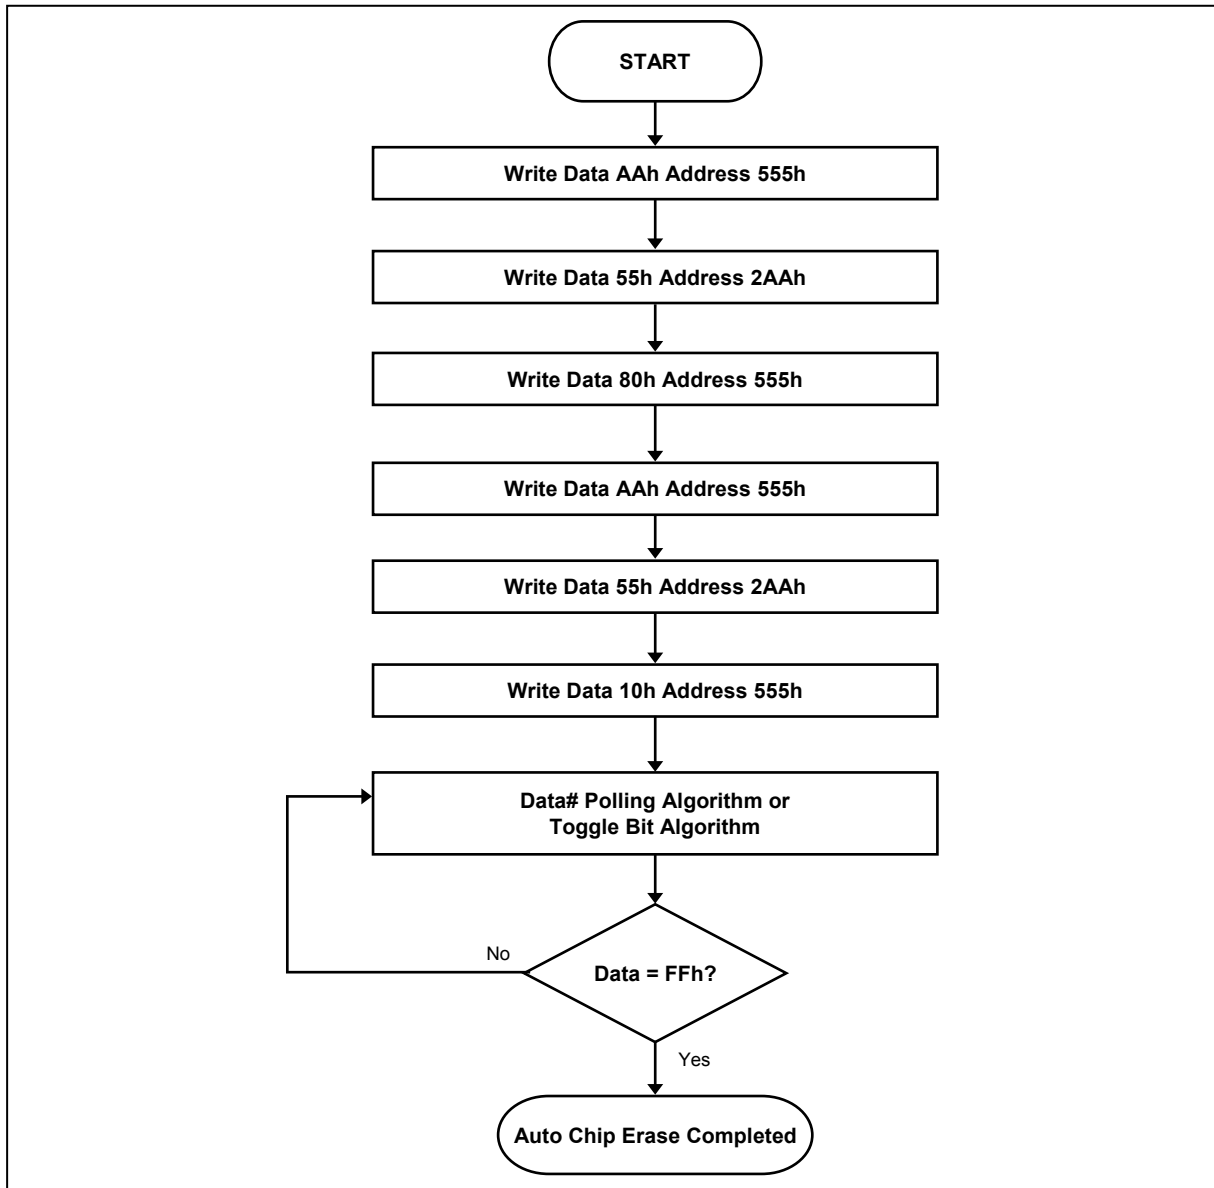 START
Write Data AAh Address 555h
Write Data 55h Address 2AAh
Write Data 80h Address 555h
Write Data AAh Address 555h
Write Data 55h Address 2AAh
Write Data 10h Address 555h
Data# Polling Algorithm or
Toggle Bit Algorithm
No
Data = FFh?
Yes
Auto Chip Erase Completed